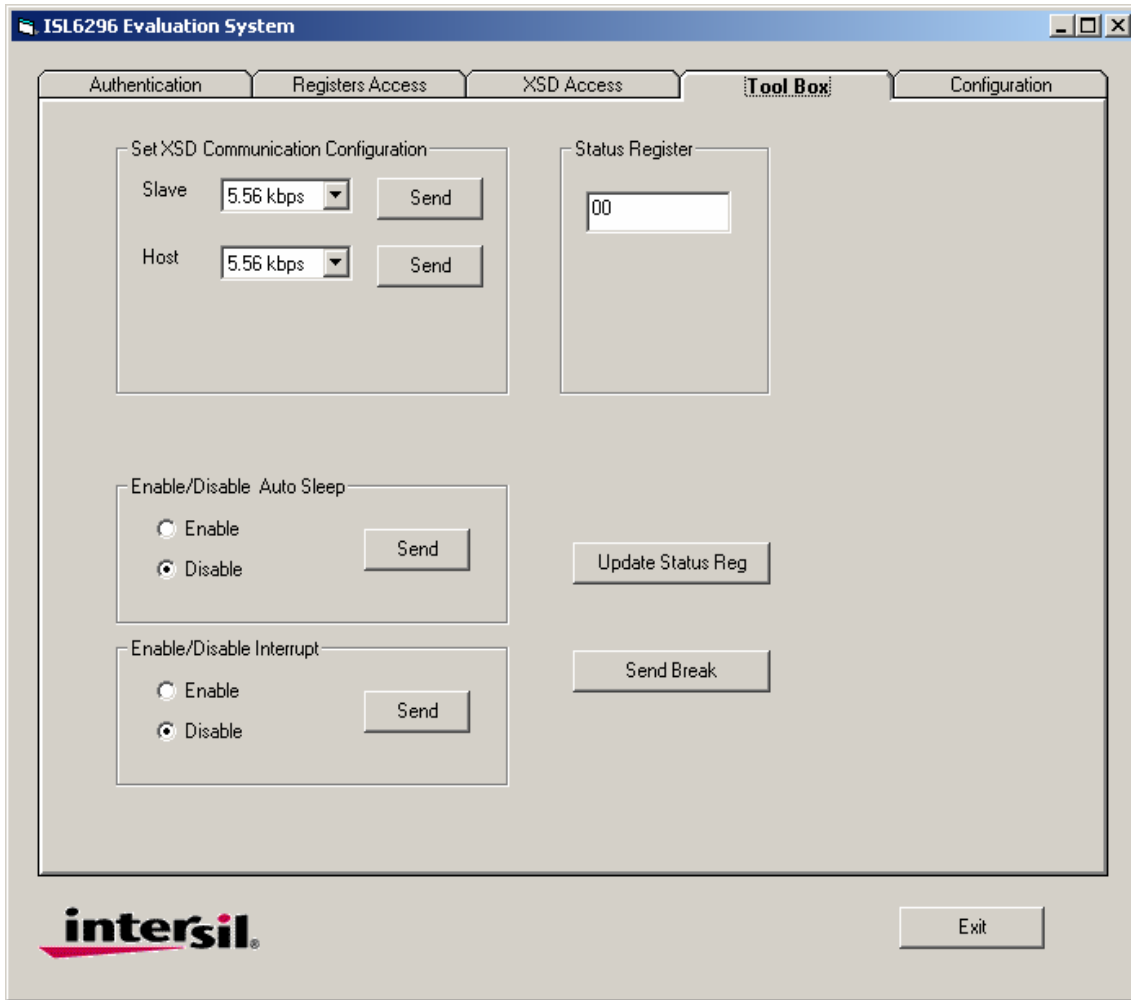 ISL6296 Evaluation System
Authentication
Registers Access
XSD Access
Tool Box
Configuration
Set XSD Communication Configuration
Slave
5.56 kbps
Send
Host
5.56 kbps
Send
Status Register
00
Enable/Disable Auto Sleep
Enable
Disable
Send
Update Status Reg
Enable/Disable Interrupt
Enable
Disable
Send
Send Break
intersil®
Exit